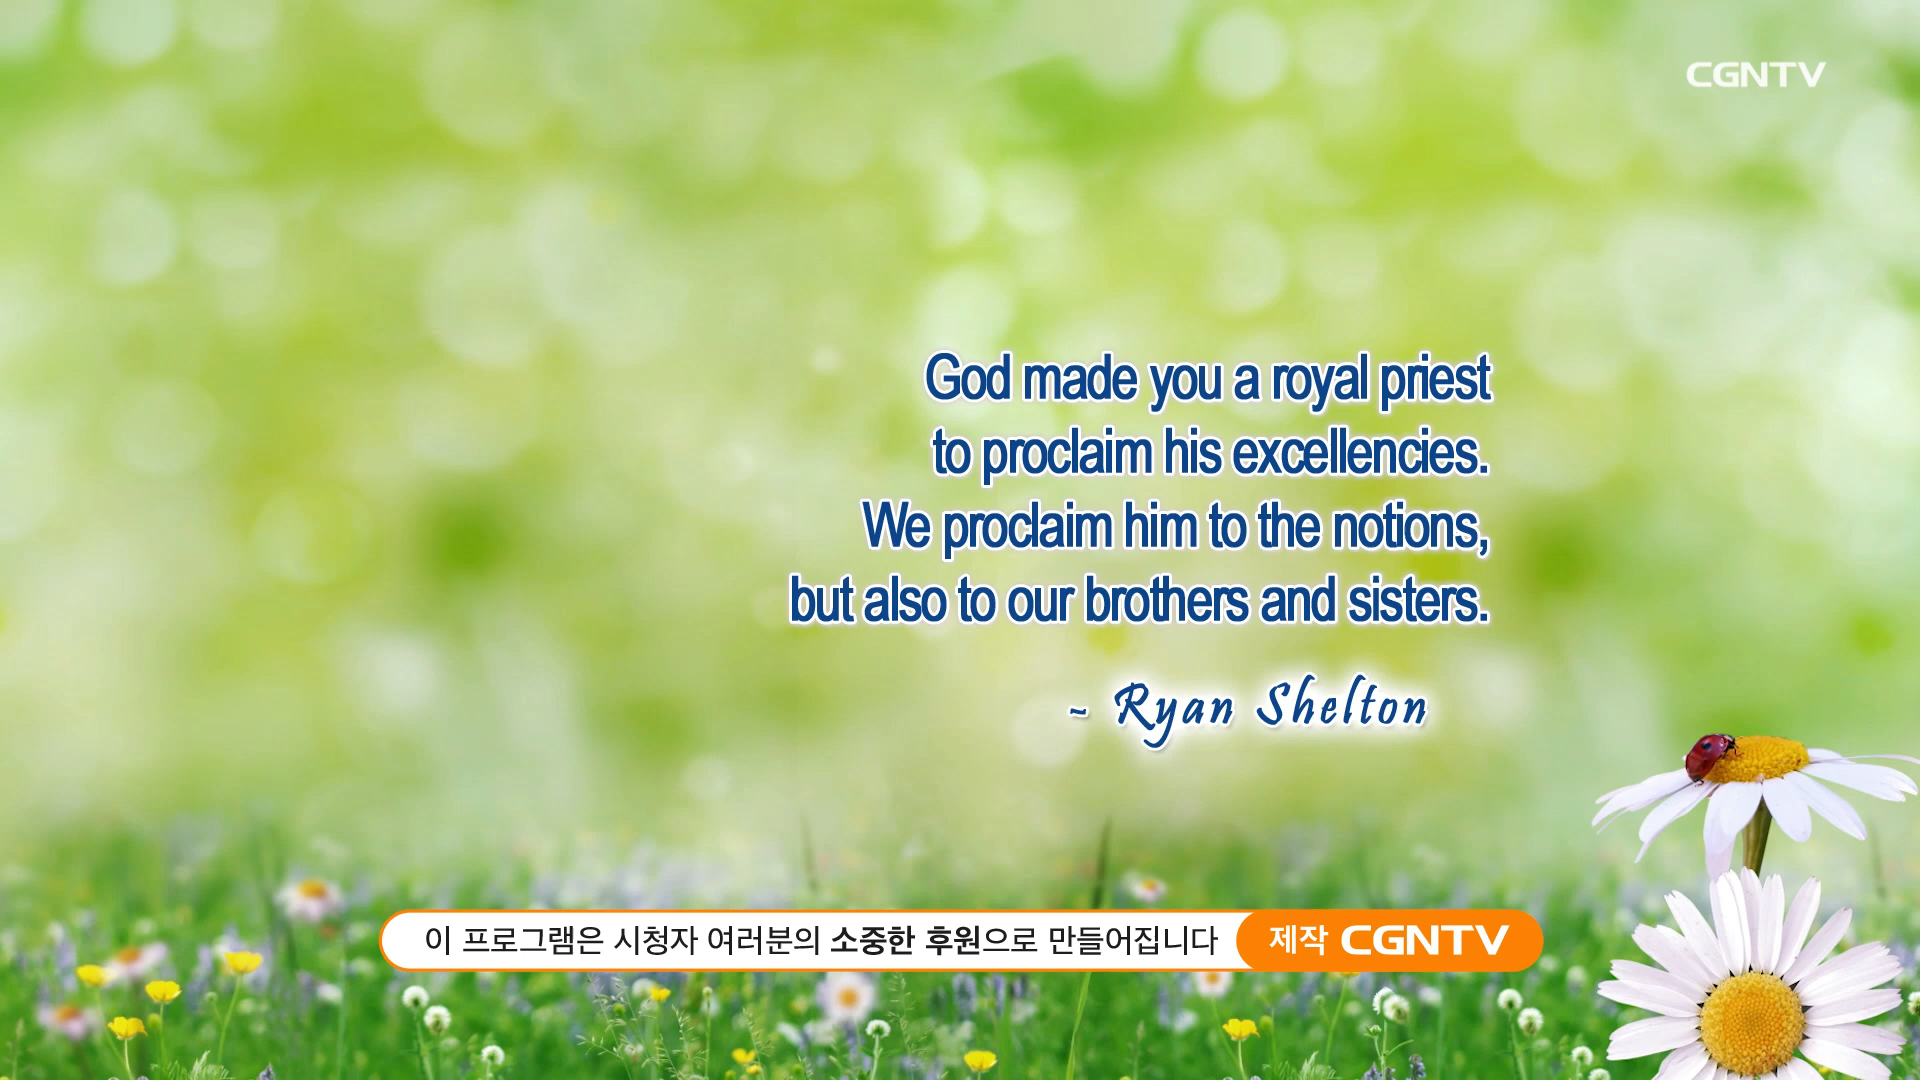 CGNTV
God made you a royal priest
to proclaim his excellencies.
We proclaim him to the notions,
but also to our brothers and sisters.
~ Ryan Shelton
이 프로그램은 시청자 여러분의 소중한 후원으로 만들어집니다 제작 CGNTV